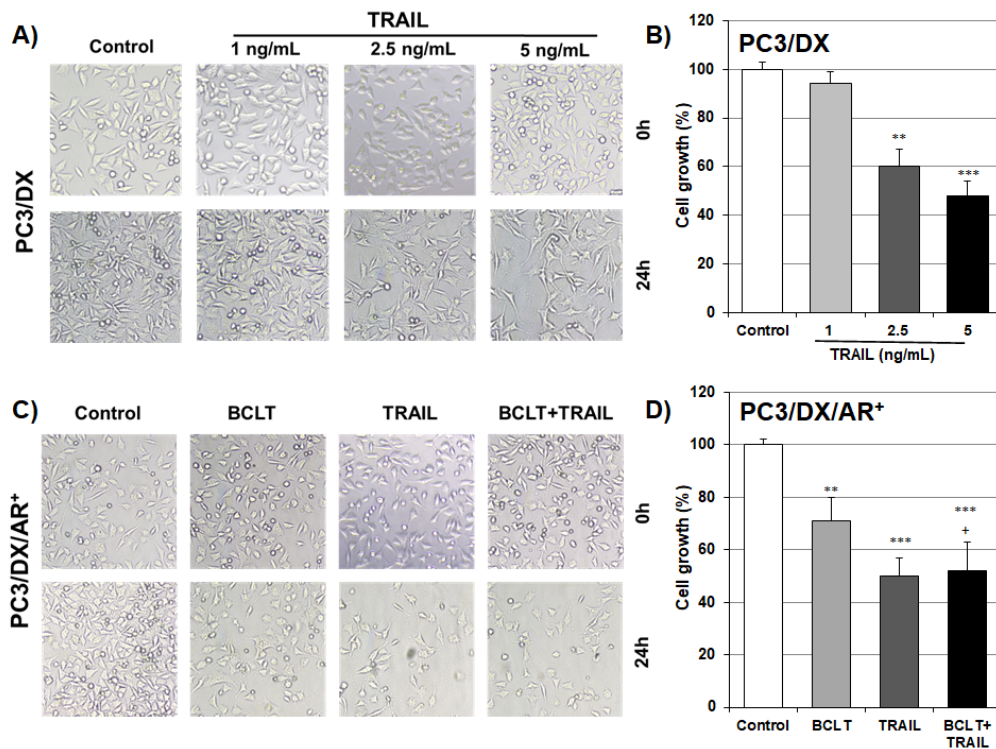 A)
TRAIL
Control
1 ng/mL
2.5 ng/mL
5 ng/mL
PC3/DX
0h
24h
B)
PC3/DX
Cell growth (%)
120
100
80
60
40
20
0
**
***
Control
1
2.5
5
TRAIL (ng/mL)
C)
Control
BCLT
TRAIL
BCLT+TRAIL
PC3/DX/AR⁺
0h
24h
D)
PC3/DX/AR⁺
Cell growth (%)
120
100
80
60
40
20
0
**
***
***
+
Control
BCLT
TRAIL
BCLT+
TRAIL